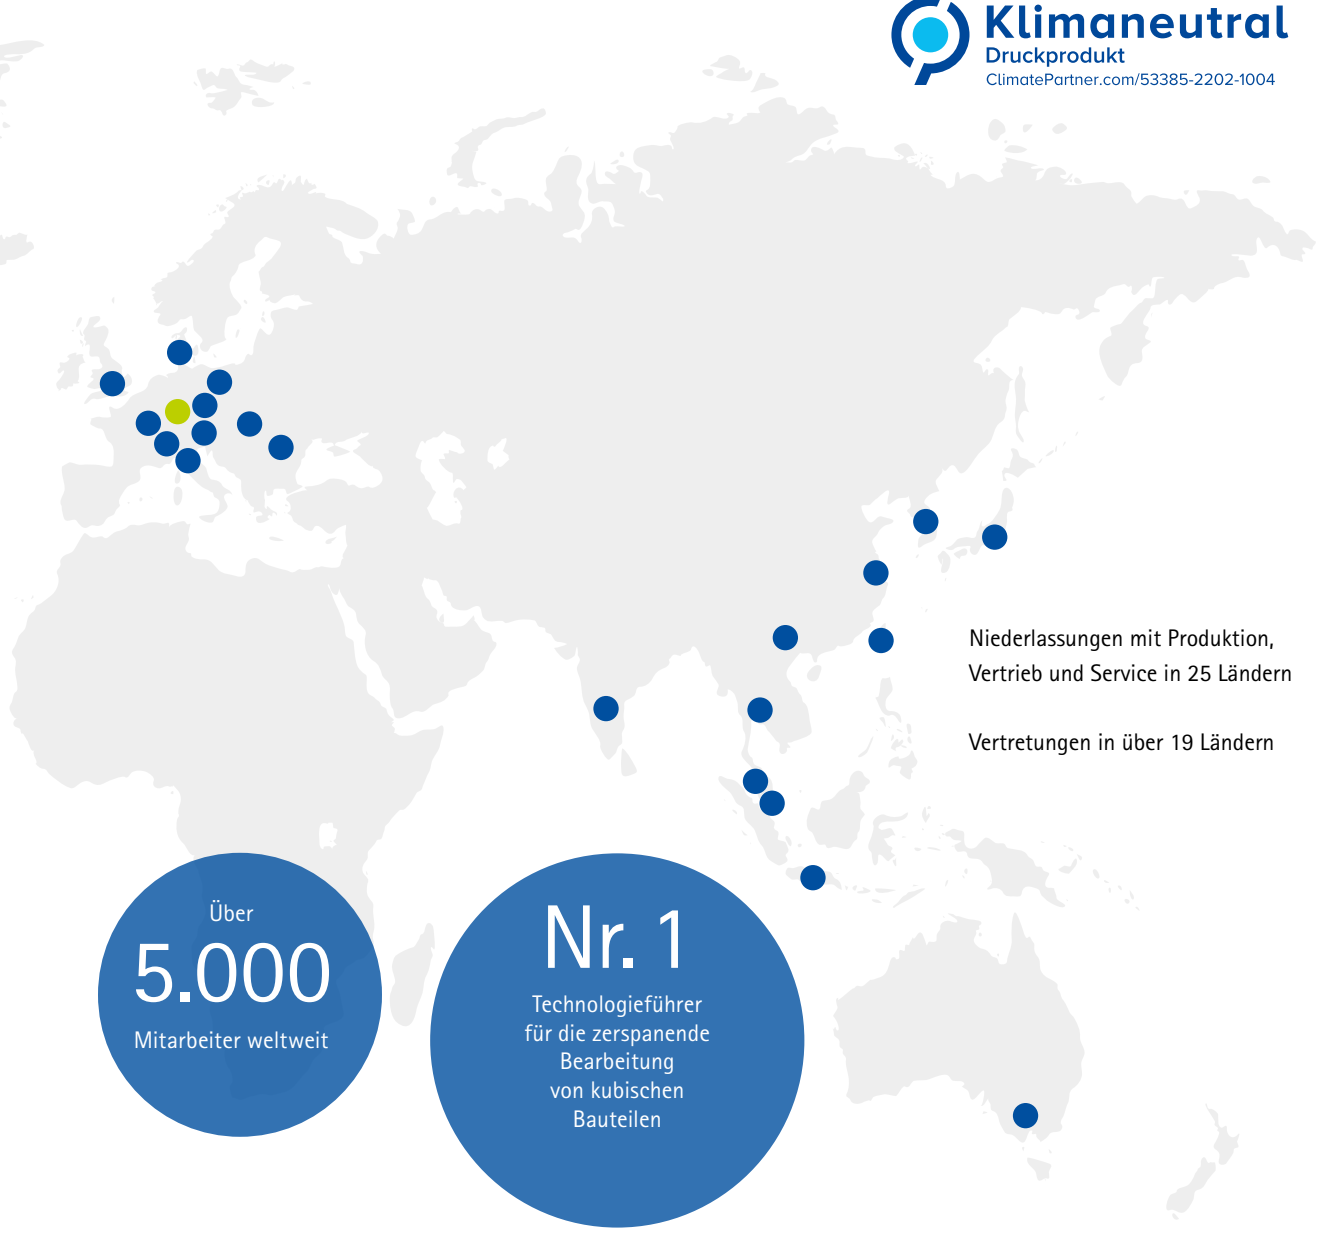 Klimaneutral
Druckprodukt
ClimatePartner.com/53385-2202-1004
Niederlassungen mit Produktion,
Vertrieb und Service in 25 Ländern
Vertretungen in über 19 Ländern
Über
5.000
Mitarbeiter weltweit
Nr. 1
Technologieführer
für die zerspanende
Bearbeitung
von kubischen
Bauteilen